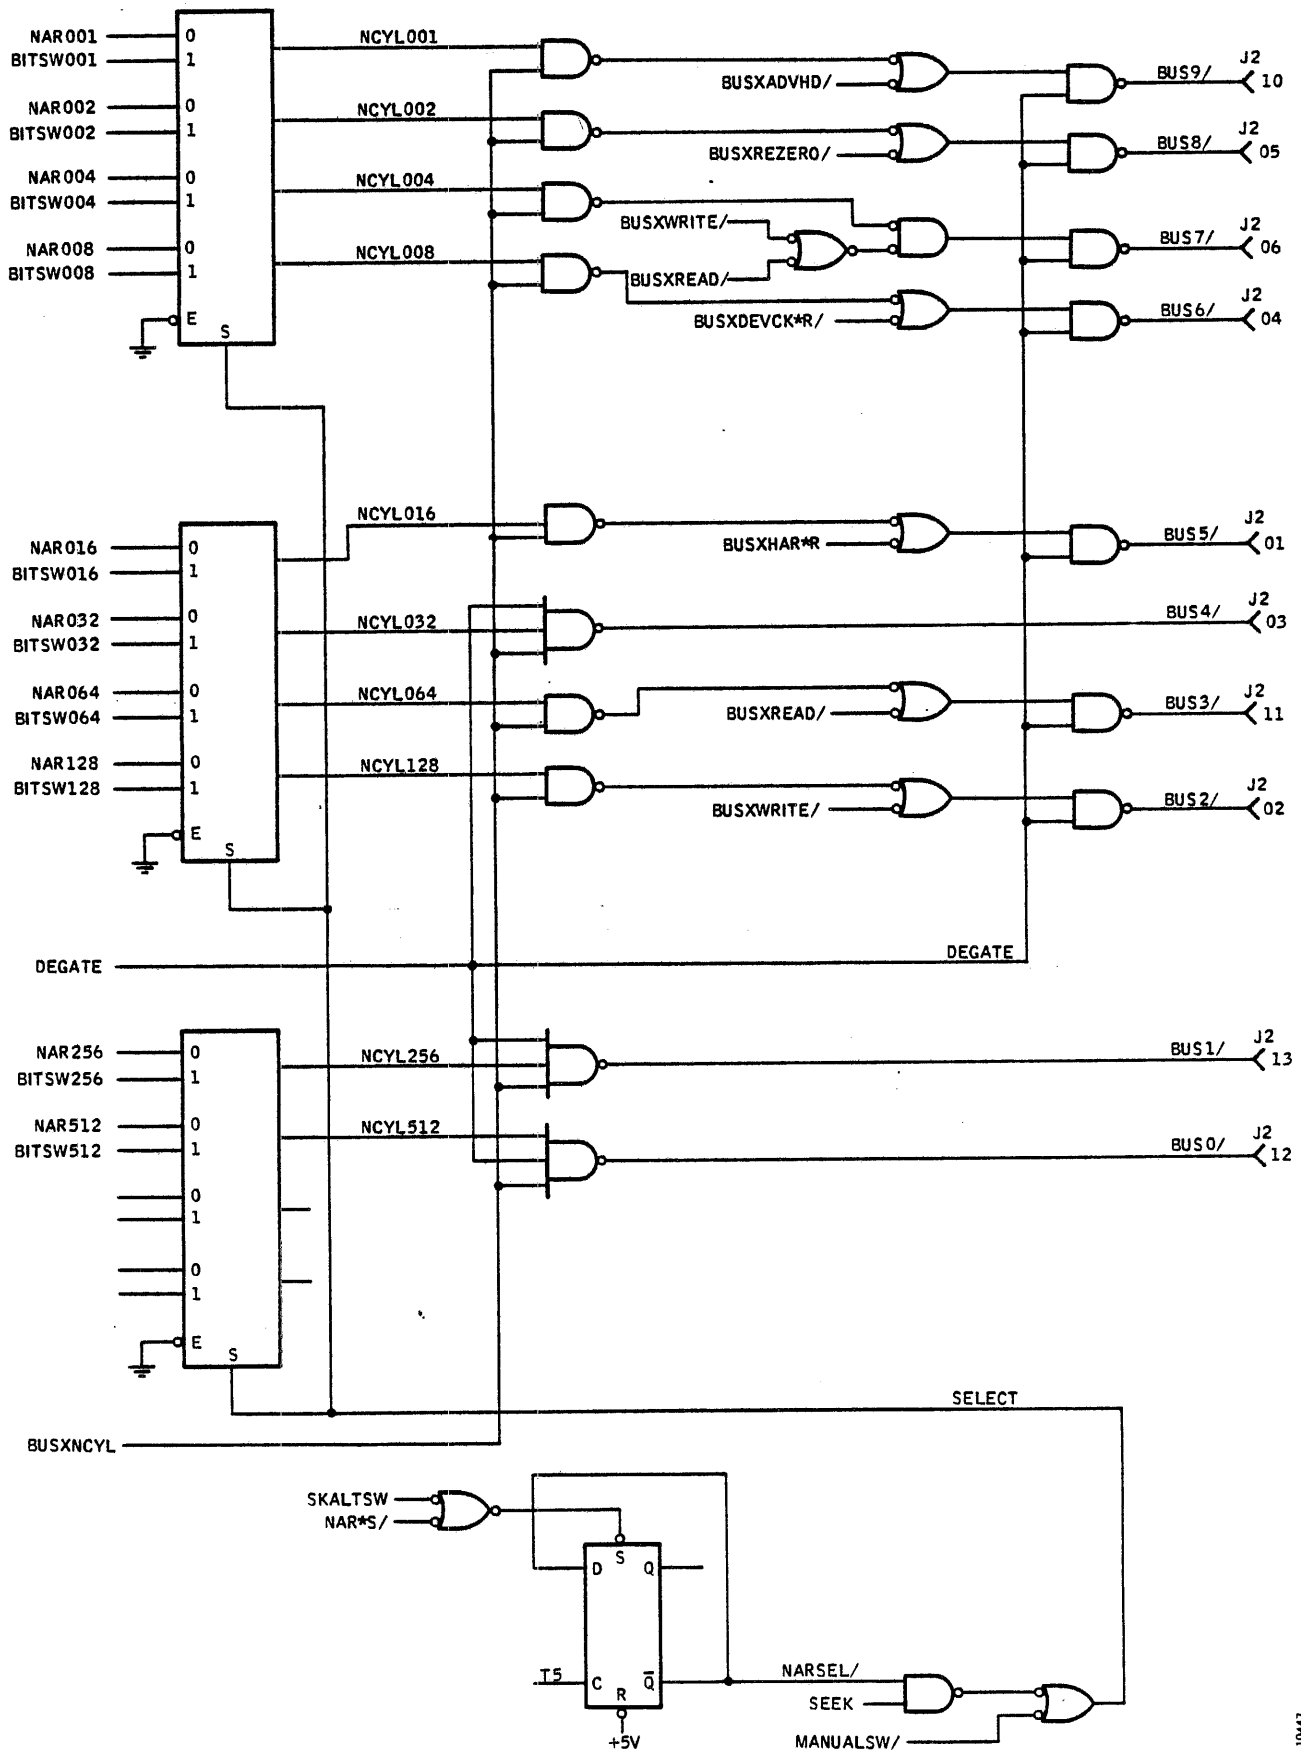 NAR001 0 NCYL001
BITSW001 1
BUSXADVHD/
BUS9/ J2 10
NAR002 0 NCYL002
BITSW002 1
BUSXREZERO/
BUS8/ J2 05
NAR004 0 NCYL004
BITSW004 1
BUSXWRITE/
BUS7/ J2 06
NAR008 0 NCYL008
BITSW008 1
BUSXREAD/
BUSXDEVCK*R/
BUS6/ J2 04
E
S
NCYL016
NAR016 0
BITSW016 1
BUSXHAR*R
BUS5/ J2 01
NAR032 0 NCYL032
BITSW032 1
BUS4/ J2 03
NAR064 0 NCYL064
BITSW064 1
BUSXREAD/
BUS3/ J2 11
NAR128 0 NCYL128
BITSW128 1
BUSXWRITE/
BUS2/ J2 02
E
S
DEGATE DEGATE
NAR256 0 NCYL256
BITSW256 1
BUS1/ J2 13
NAR512 0 NCYL512
BITSW512 1
BUS0/ J2 12
0
1
0
1
E
S
SELECT
BUSXNCYL
SKALTSW
NAR*S/
S
D Q
T5 C Q̅
R
+5V
NARSEL/
SEEK
MANUALSW/